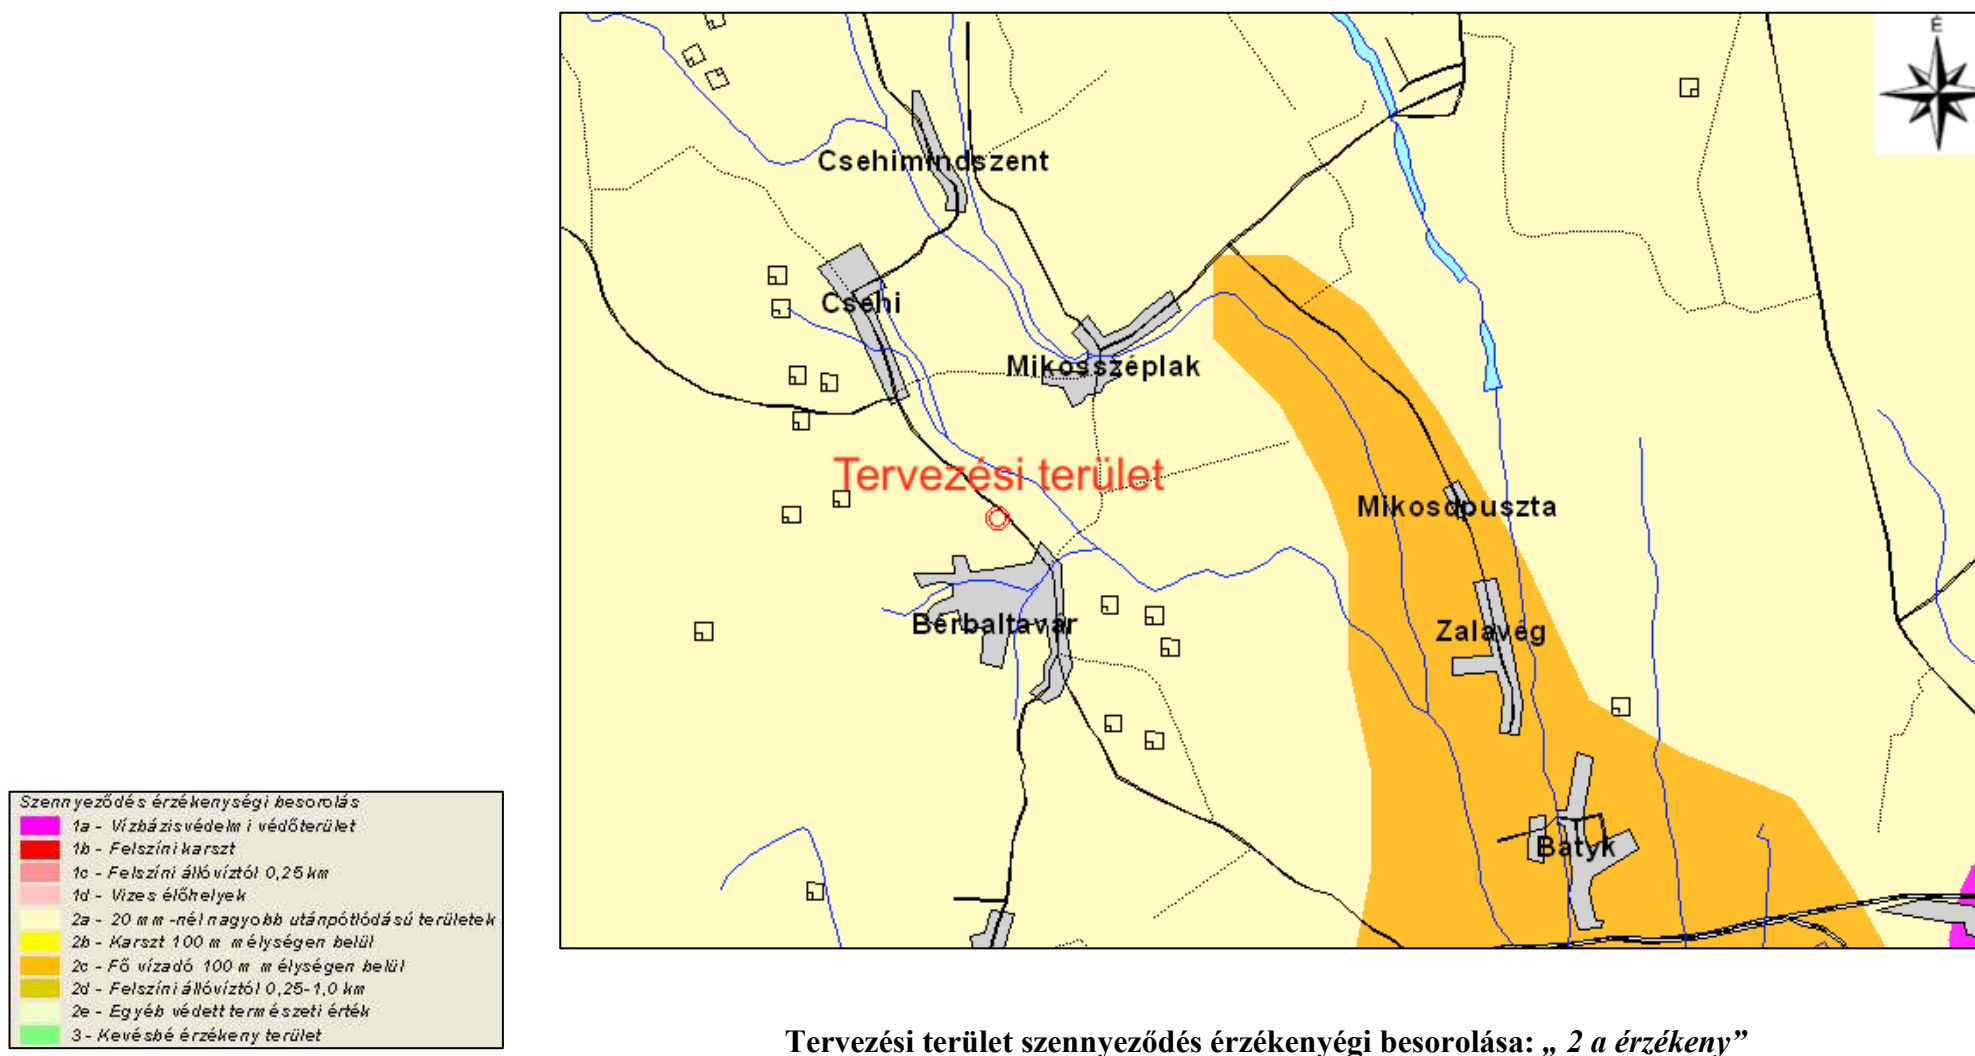 É
Csehimindszent
Csehi
Mikosszéplak
Tervezési terület
Mikosdpuszta
Bérbaltavár
Zalavég
Batyk
Szennyeződés érzékenységi besorolás
1a - Vízbázisvédelmi védőterület
1b - Felszíni karszt
1c - Felszíni állóvíztól 0,25 km
1d - Vizes élőhelyek
2a - 20 mm-nél nagyobb utánpótlódású területek
2b - Karszt 100 m mélységen belül
2c - Fő vízadó 100 m mélységen belül
2d - Felszíni állóvíztól 0,25-1,0 km
2e - Egyéb védett természeti érték
3 - Kevésbé érzékeny terület
Tervezési terület szennyeződés érzékenyégi besorolása: „ 2 a érzékeny”